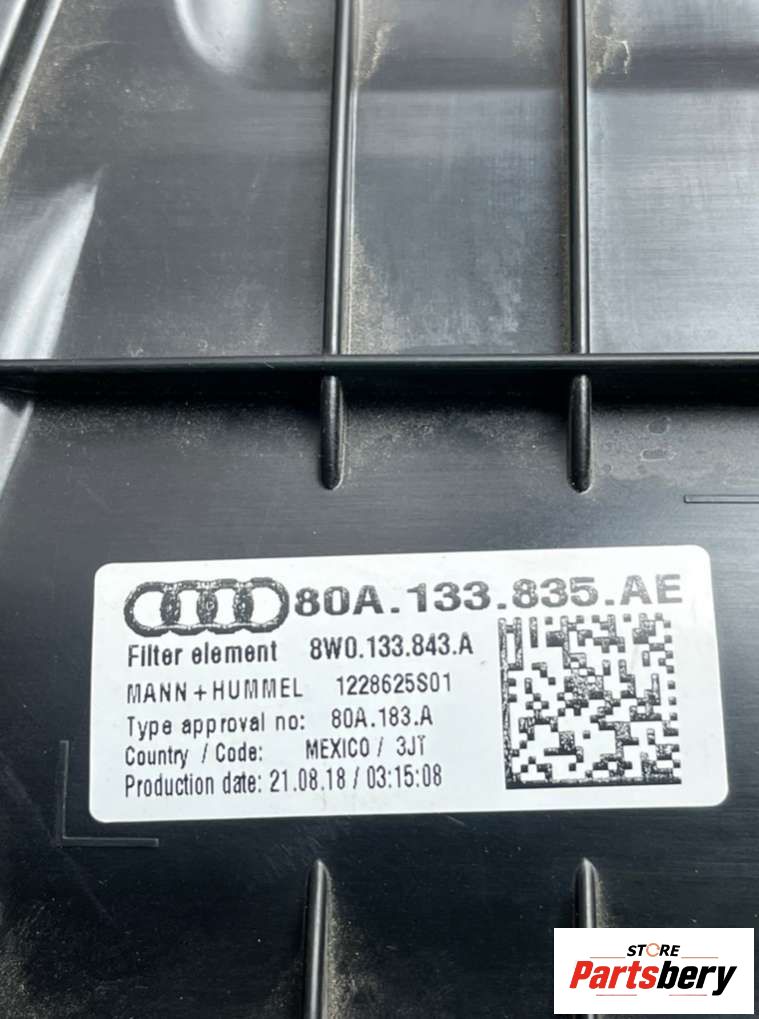 80A.133.835.AE
Filter element 8W0.133.843.A
MANN+HUMMEL 1228625S01
Type approval no: 80A.183.A
Country / Code: MEXICO / 3JT
Production date: 21.08.18 / 03:15:08
STORE
Partsbery